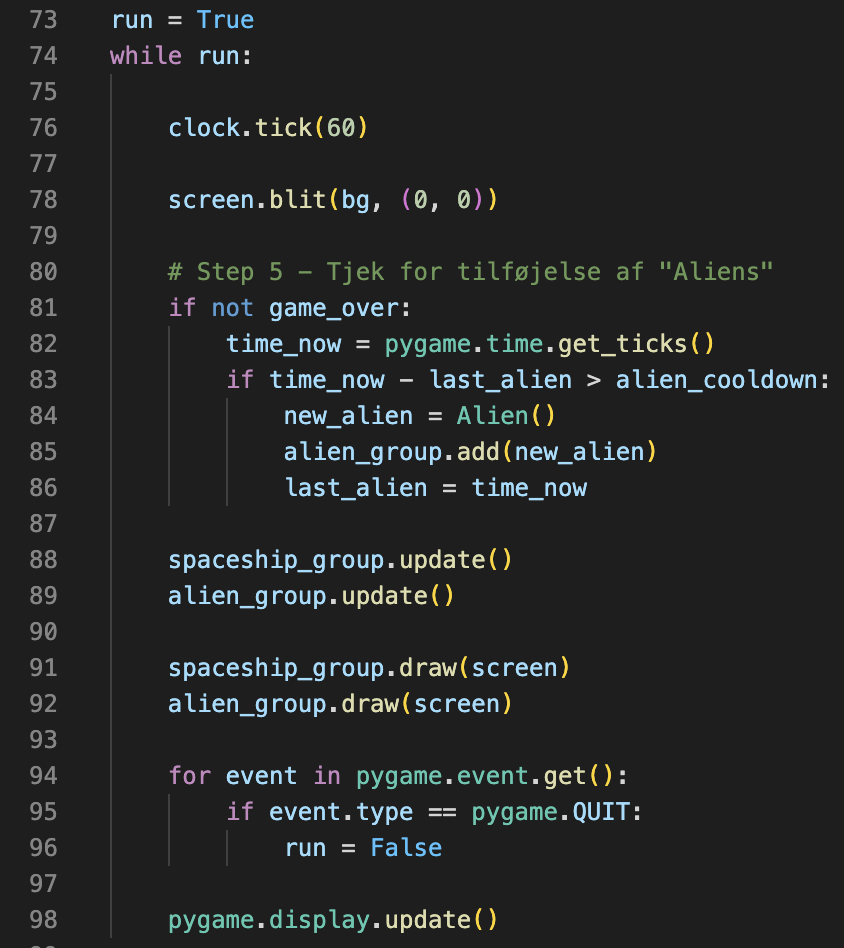 73 run = True
74 while run:
75
76     clock.tick(60)
77
78     screen.blit(bg, (0, 0))
79
80     # Step 5 - Tjek for tilføjelse af "Aliens"
81     if not game_over:
82         time_now = pygame.time.get_ticks()
83         if time_now - last_alien > alien_cooldown:
84             new_alien = Alien()
85             alien_group.add(new_alien)
86             last_alien = time_now
87
88     spaceship_group.update()
89     alien_group.update()
90
91     spaceship_group.draw(screen)
92     alien_group.draw(screen)
93
94     for event in pygame.event.get():
95         if event.type == pygame.QUIT:
96             run = False
97
98     pygame.display.update()